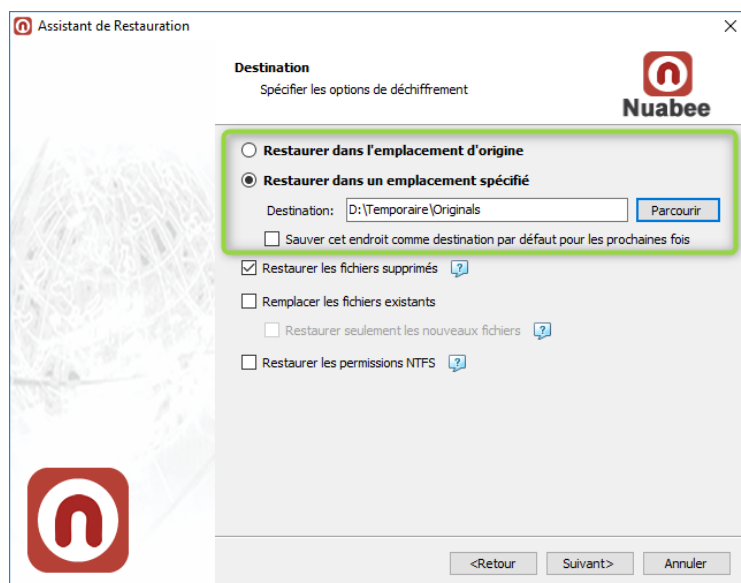 Assistant de Restauration
Destination
Spécifier les options de déchiffrement
Nuabee
Restaurer dans l'emplacement d'origine
Restaurer dans un emplacement spécifié
Destination: D:\Temporaire\Originals Parcourir
Sauver cet endroit comme destination par défaut pour les prochaines fois
Restaurer les fichiers supprimés ?
Remplacer les fichiers existants
Restaurer seulement les nouveaux fichiers ?
Restaurer les permissions NTFS ?
<Retour Suivant> Annuler